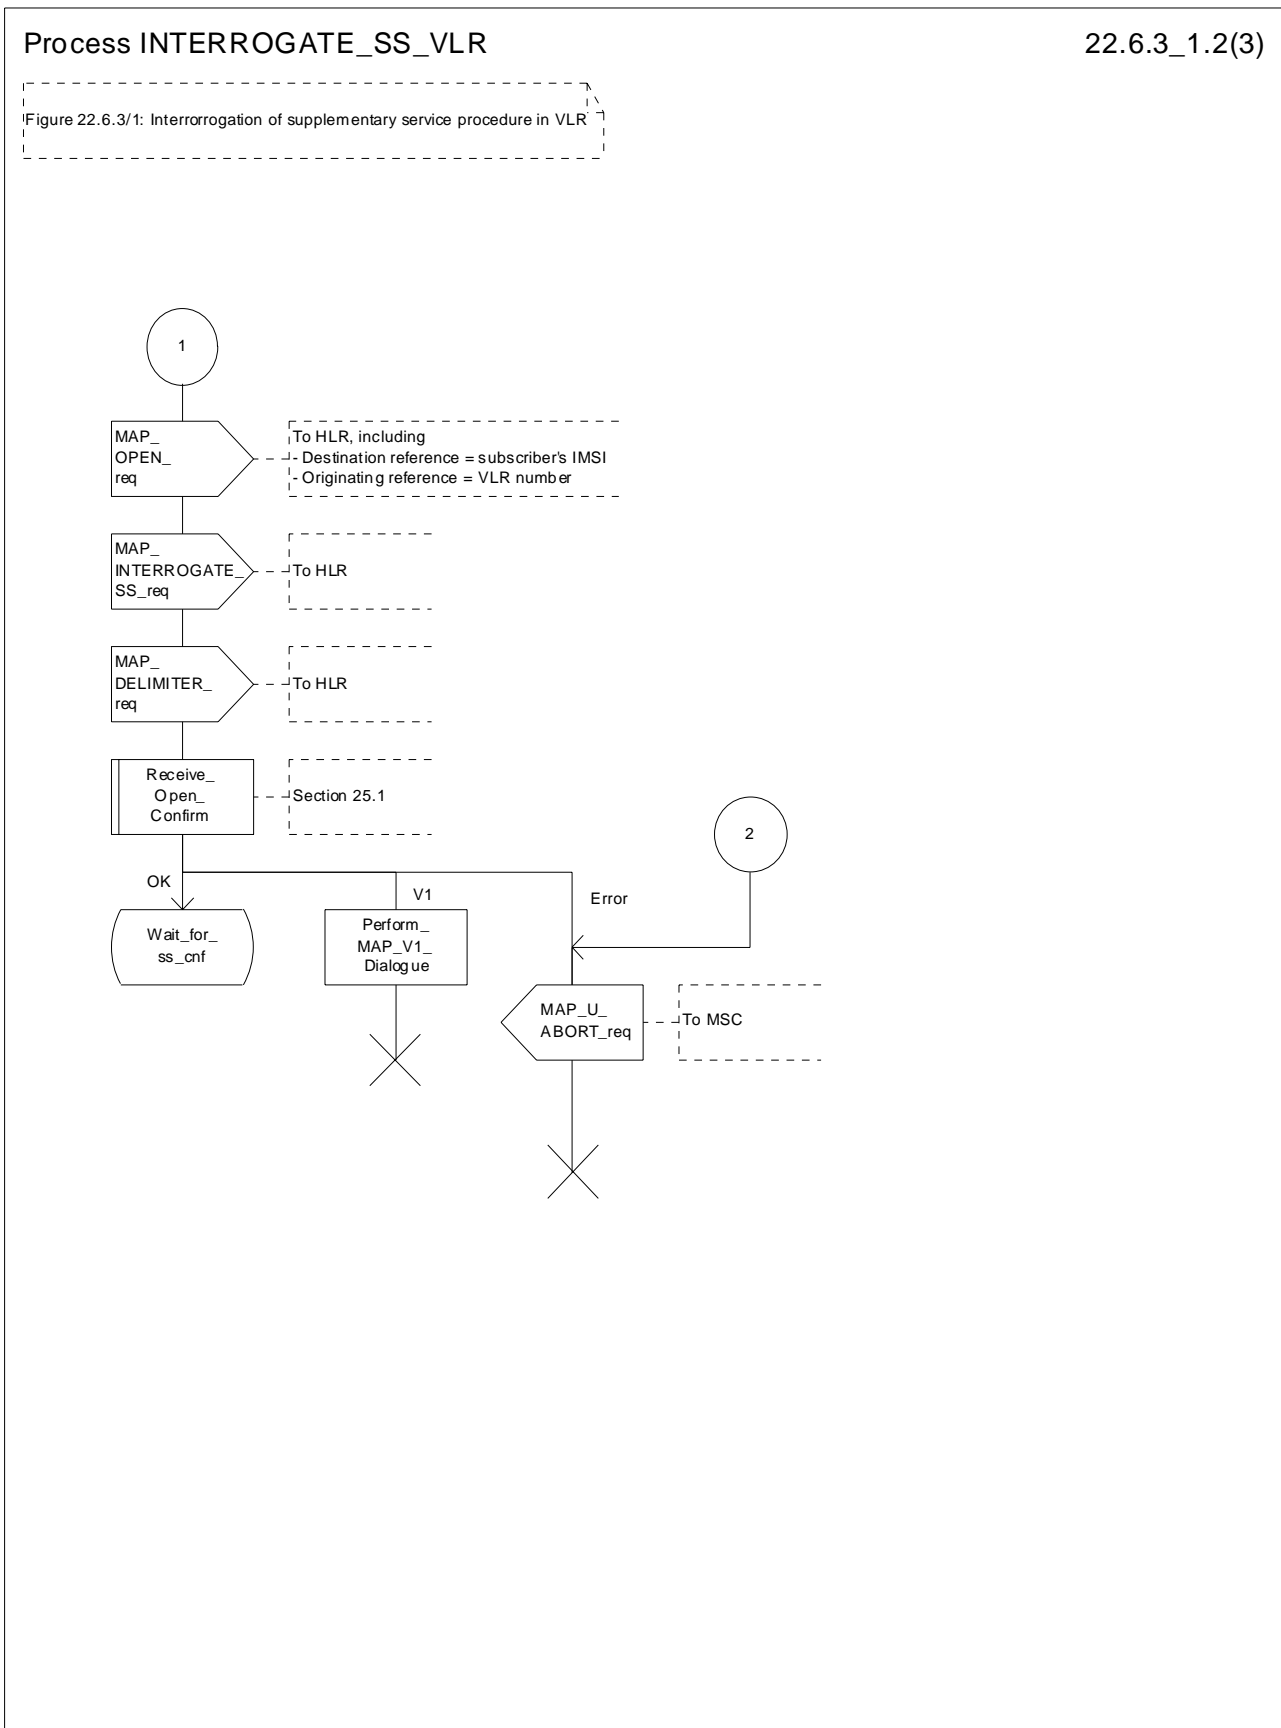 Process INTERROGATE_SS_VLR
22.6.3_1.2(3)
Figure 22.6.3/1: Interrorrogation of supplementary service procedure in VLR
1
MAP_
OPEN_
req
To HLR, including
- Destination reference = subscriber's IMSI
- Originating reference = VLR number
MAP_
INTERROGATE_
SS_req
To HLR
MAP_
DELIMITER_
req
To HLR
Receive_
Open_
Confirm
Section 25.1
2
OK
V1
Error
Wait_for_
ss_cnf
Perform_
MAP_V1_
Dialogue
MAP_U_
ABORT_req
To MSC